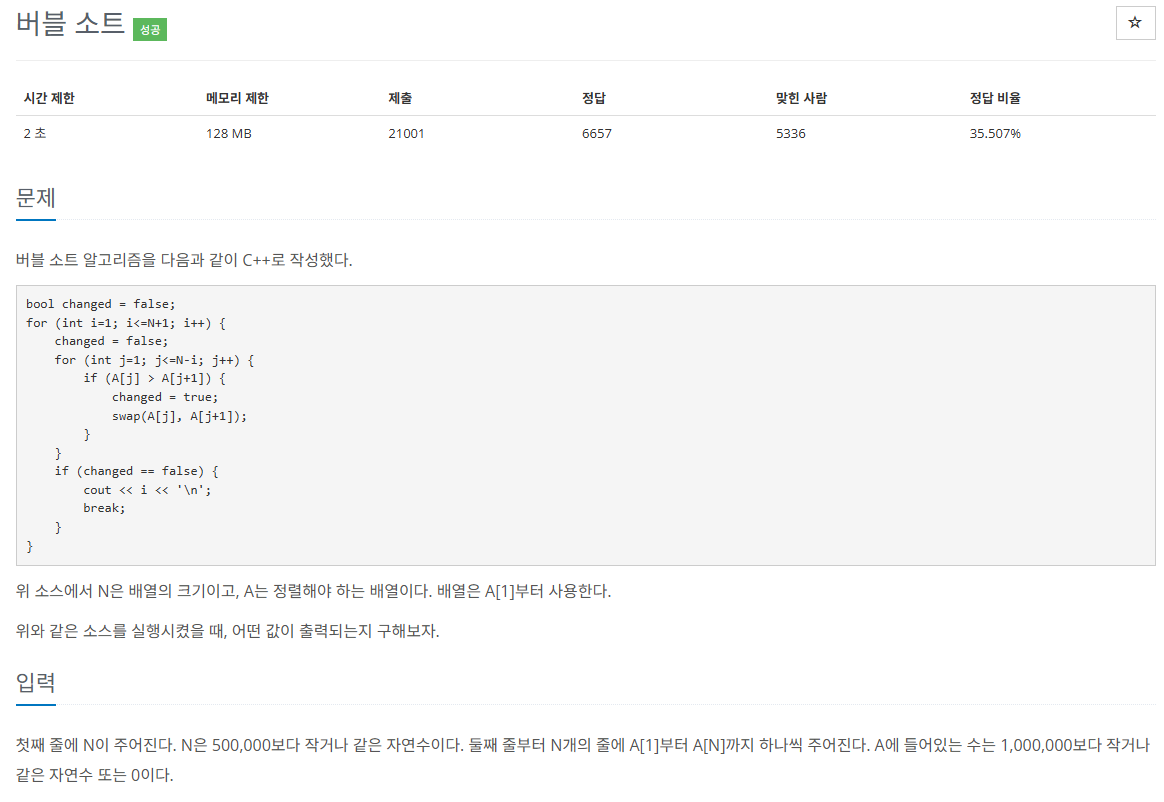 버블 소트 성공
☆
시간 제한 메모리 제한 제출 정답 맞힌 사람 정답 비율
2 초 128 MB 21001 6657 5336 35.507%
문제
버블 소트 알고리즘을 다음과 같이 C++로 작성했다.
bool changed = false;
for (int i=1; i<=N+1; i++) {
    changed = false;
    for (int j=1; j<=N-i; j++) {
        if (A[j] > A[j+1]) {
            changed = true;
            swap(A[j], A[j+1]);
        }
    }
    if (changed == false) {
        cout << i << '\n';
        break;
    }
}
위 소스에서 N은 배열의 크기이고, A는 정렬해야 하는 배열이다. 배열은 A[1]부터 사용한다.
위와 같은 소스를 실행시켰을 때, 어떤 값이 출력되는지 구해보자.
입력
첫째 줄에 N이 주어진다. N은 500,000보다 작거나 같은 자연수이다. 둘째 줄부터 N개의 줄에 A[1]부터 A[N]까지 하나씩 주어진다. A에 들어있는 수는 1,000,000보다 작거나
같은 자연수 또는 0이다.